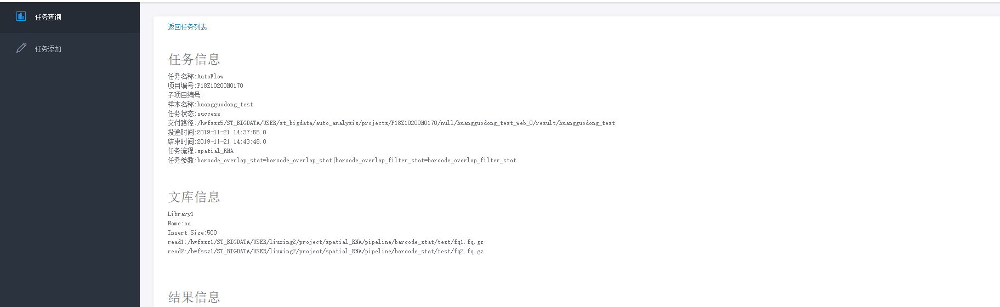 任务查询
任务添加
返回任务列表
任务信息
任务名称:AutoFlow
项目编号:P18Z10200N0170
子项目编号:
样本名称:huangguodong_test
任务状态:success
交付路径:/hwfssz5/ST_BIGDATA/USER/st_bigdata/auto_analysis/projects/P18Z10200N0170/null/huangguodong_test_web_0/result/huangguodong_test
投递时间:2019-11-21 14:37:55.0
结束时间:2019-11-21 14:43:48.0
任务流程:spatial_RNA
任务参数:barcode_overlap_stat=barcode_overlap_stat|barcode_overlap_filter_stat=barcode_overlap_filter_stat
文库信息
Library1
Name:aa
Insert Size:500
read1:/hwfssz1/ST_BIGDATA/USER/liuxing2/project/spatial_RNA/pipeline/barcode_stat/test/fq1.fq.gz
read2:/hwfssz1/ST_BIGDATA/USER/liuxing2/project/spatial_RNA/pipeline/barcode_stat/test/fq2.fq.gz
结果信息